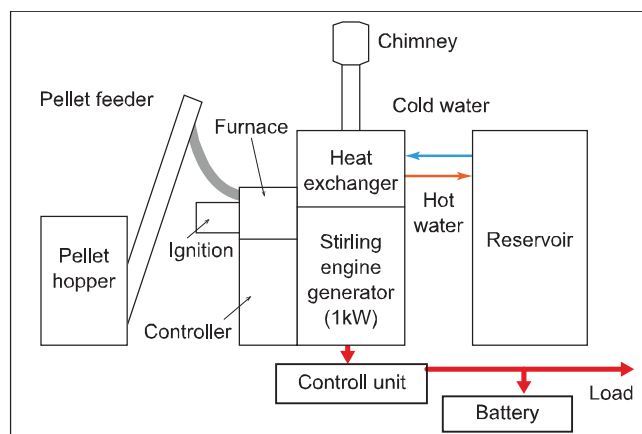 Chimney
Pellet feeder
Cold water
Furnace
Heat
exchanger
Hot
water
Ignition
Pellet
hopper
Stirling
engine
generator
(1kW)
Reservoir
Controller
Controll unit
Load
Battery